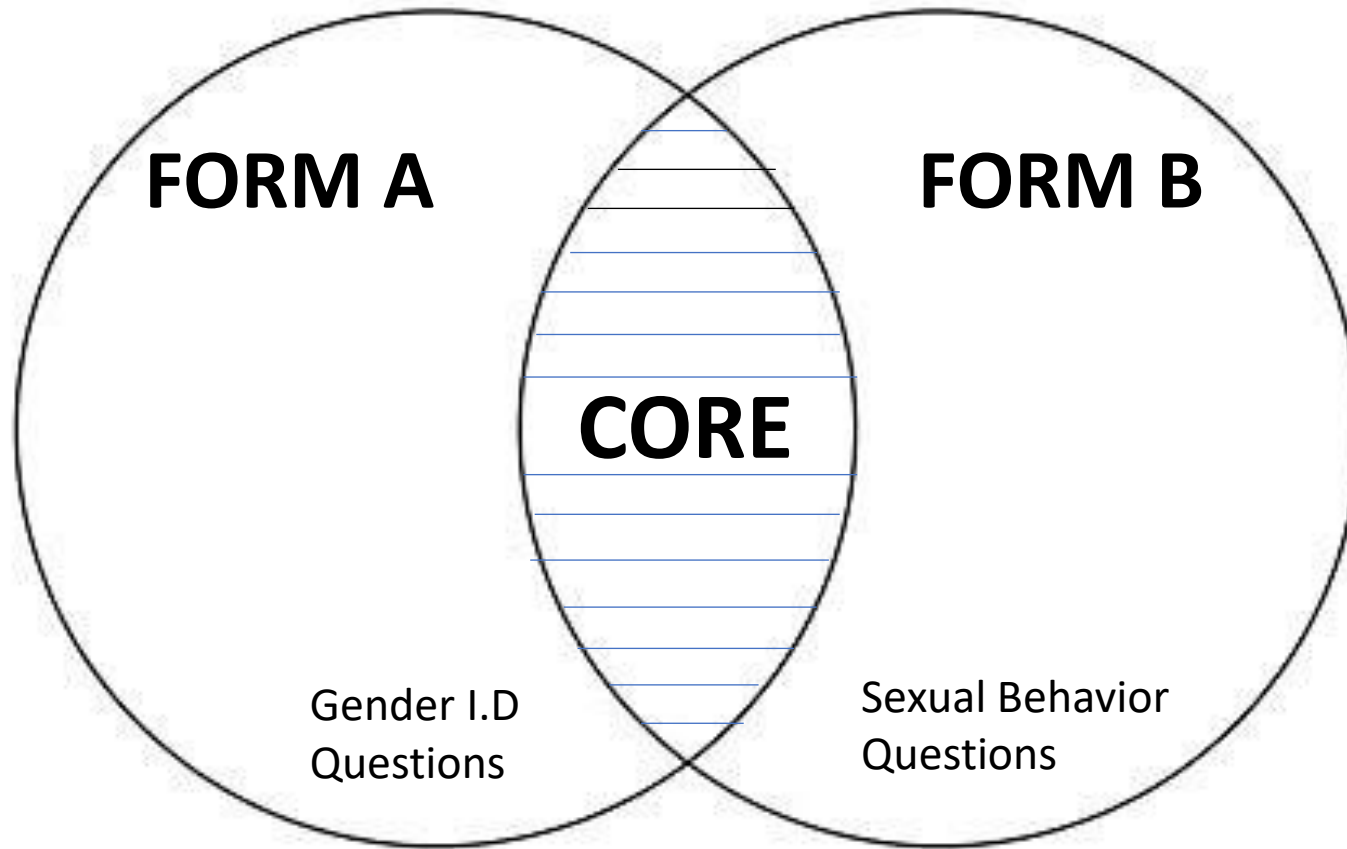 FORM A
FORM B
CORE
Gender I.D
Questions
Sexual Behavior
Questions